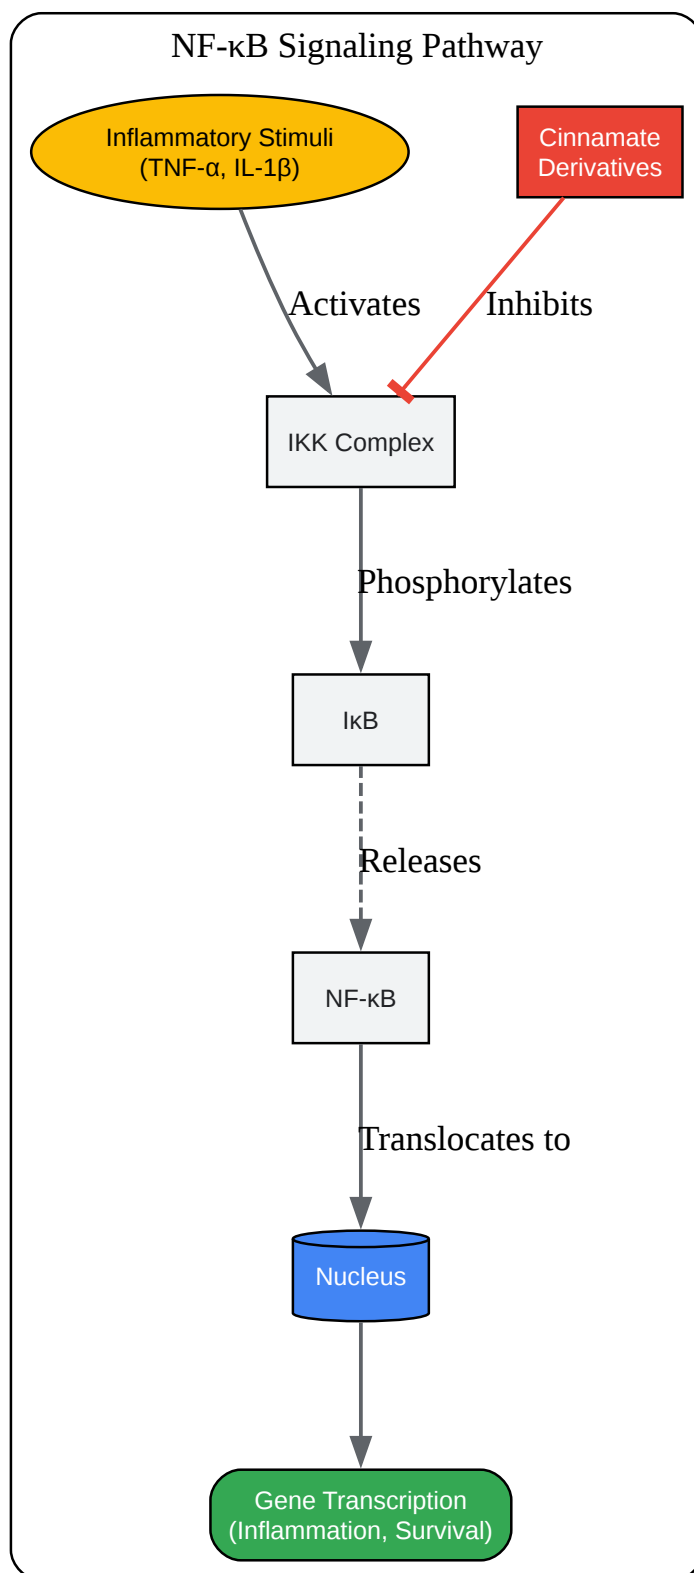 NF-κB Signaling Pathway
Inflammatory Stimuli
(TNF-α, IL-1β)
Cinnamate
Derivatives
Activates
Inhibits
IKK Complex
Phosphorylates
IκB
Releases
NF-κB
Translocates to
Nucleus
Gene Transcription
(Inflammation, Survival)